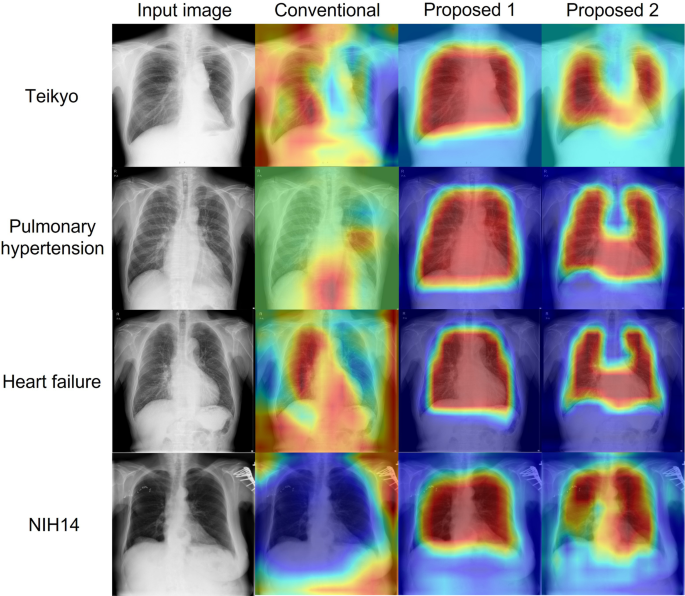 Input image Conventional Proposed 1 Proposed 2
Teikyo
Pulmonary
hypertension
Heart failure
NIH14